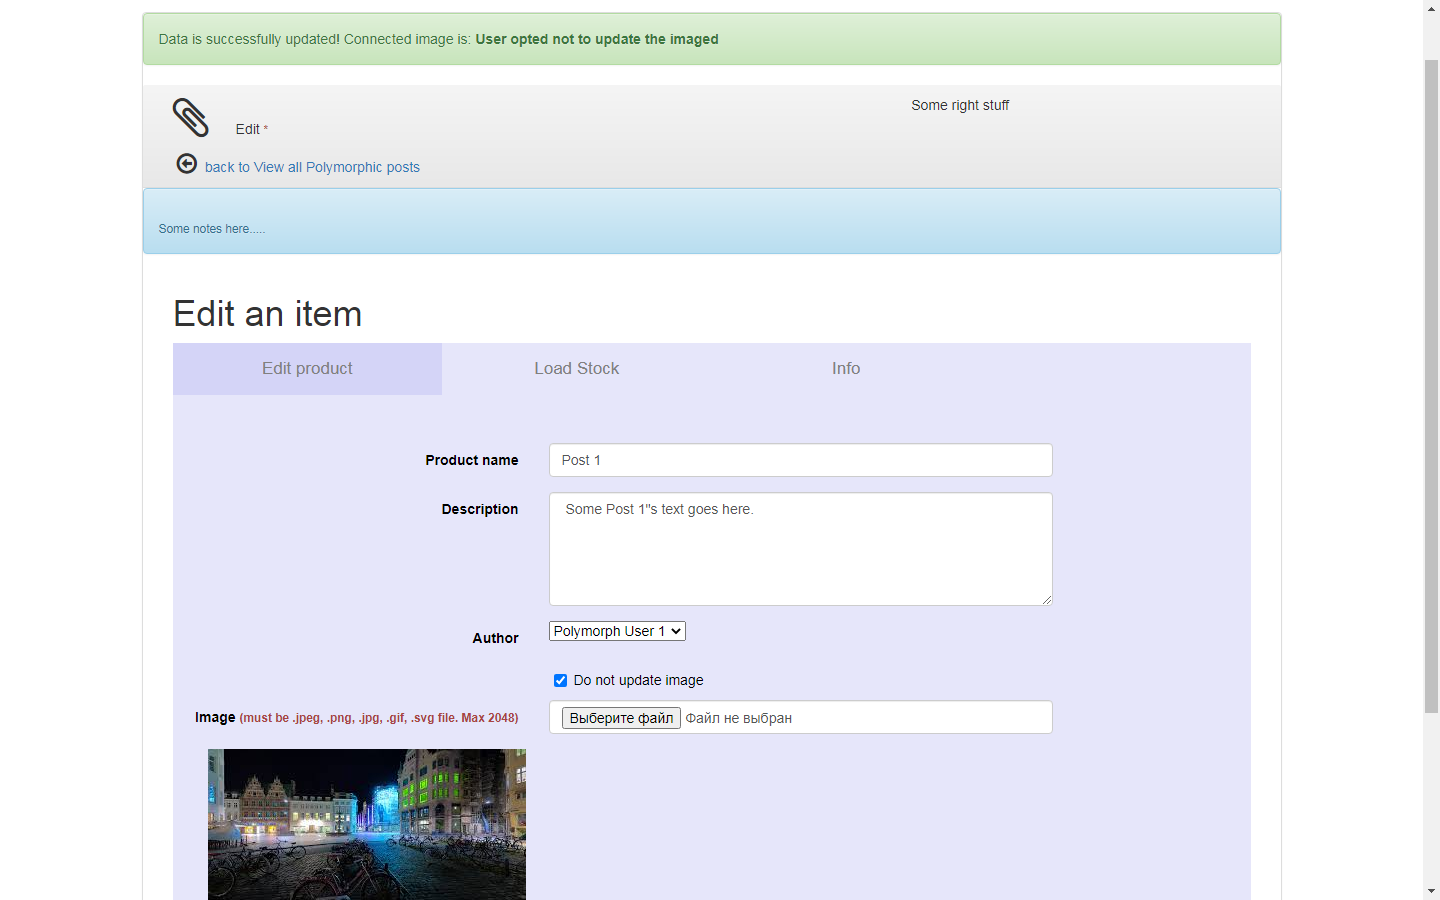 Data is successfully updated! Connected image is: User opted not to update the imaged
Some right stuff
Edit *
back to View all Polymorphic posts
Some notes here.....
Edit an item
Edit product
Load Stock
Info
Product name
Post 1
Description
Some Post 1"s text goes here.
Author
Polymorph User 1
Do not update image
Image (must be .jpeg, .png, .jpg, .gif, .svg file. Max 2048)
Выберите файл Файл не выбран